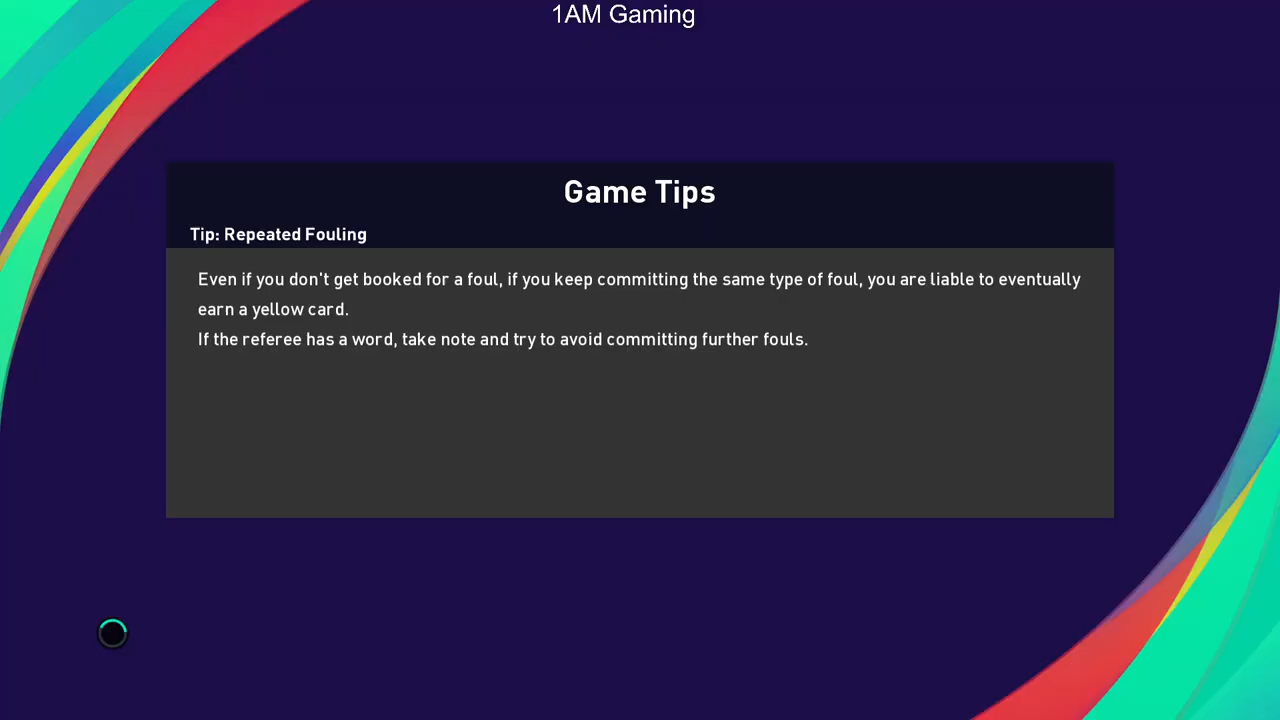 1AM Gaming
Game Tips
Tip: Repeated Fouling
Even if you don't get booked for a foul, if you keep committing the same type of foul, you are liable to eventually
earn a yellow card.
If the referee has a word, take note and try to avoid committing further fouls.